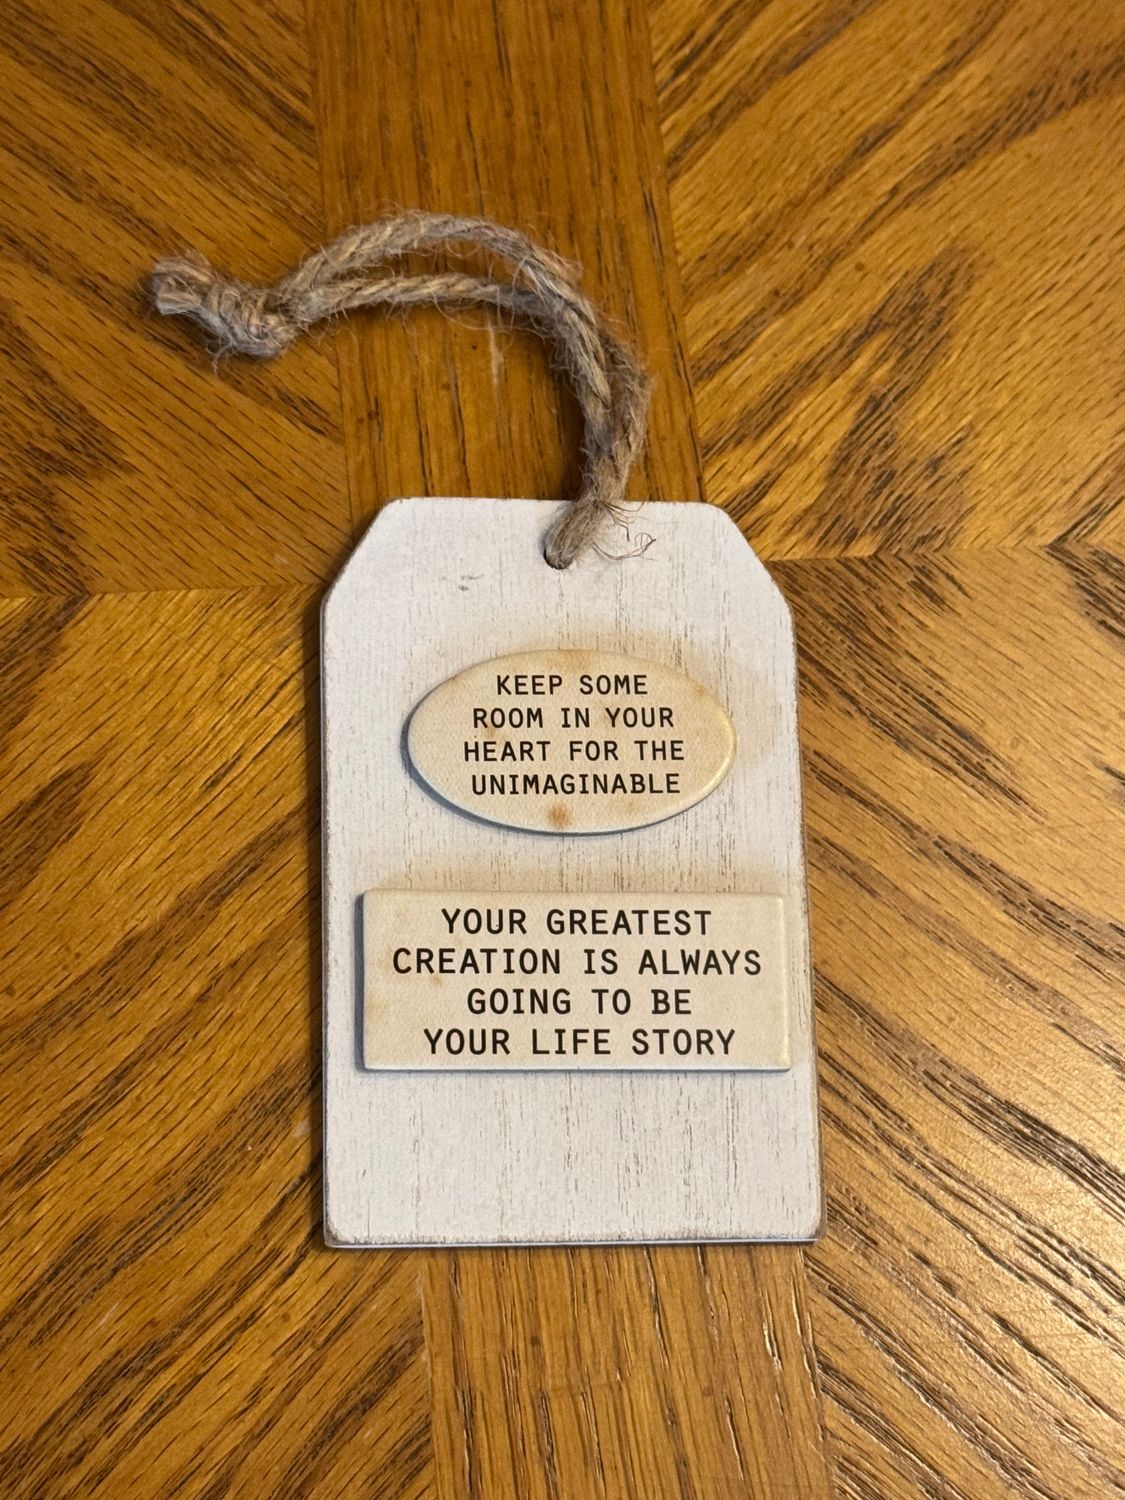 KEEP SOME
ROOM IN YOUR
HEART FOR THE
UNIMAGINABLE
YOUR GREATEST
CREATION IS ALWAYS
GOING TO BE
YOUR LIFE STORY